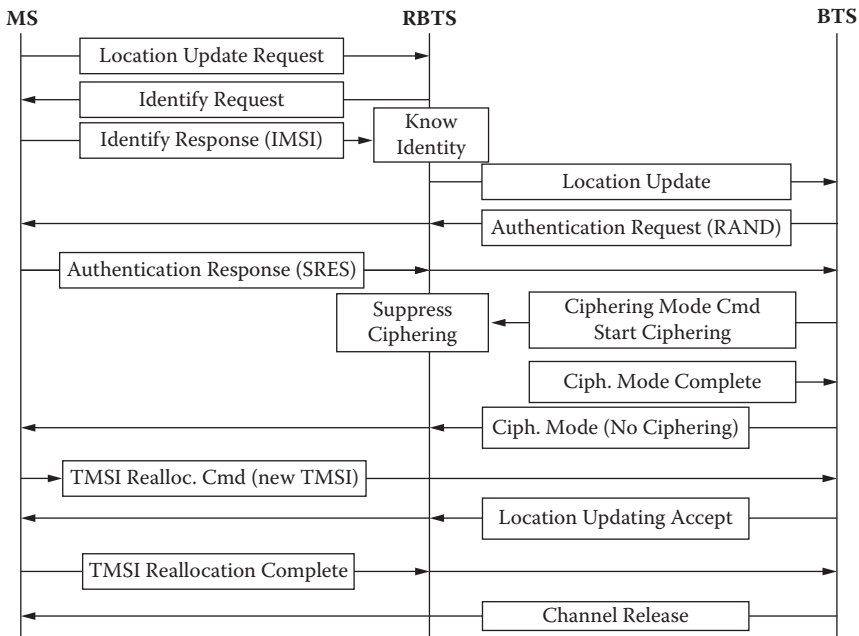 MS RBTS BTS
Location Update Request
Identify Request
Identify Response (IMSI)
Know
Identity
Location Update
Authentication Request (RAND)
Authentication Response (SRES)
Suppress
Ciphering
Ciphering Mode Cmd
Start Ciphering
Ciph. Mode Complete
Ciph. Mode (No Ciphering)
TMSI Realloc. Cmd (new TMSI)
Location Updating Accept
TMSI Reallocation Complete
Channel Release